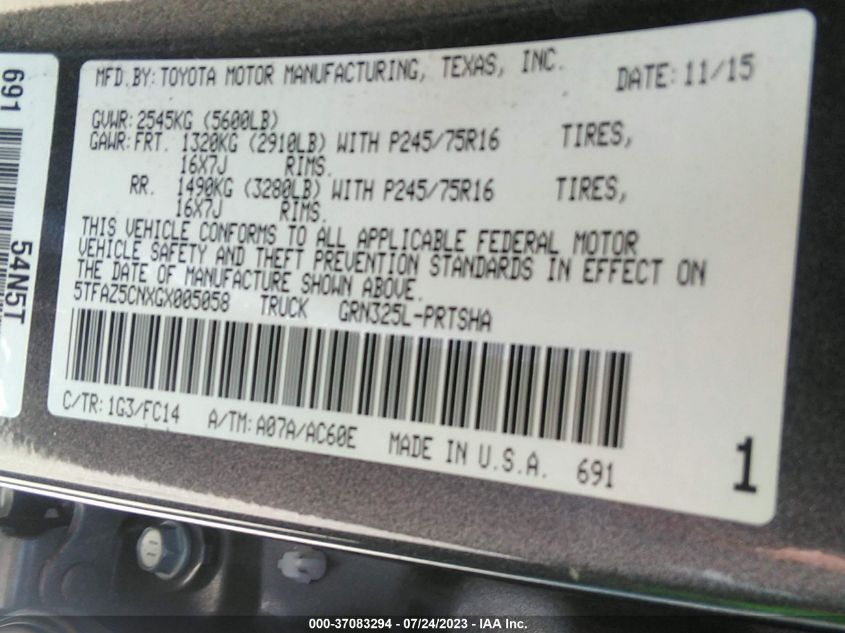 MFD.BY: TOYOTA MOTOR MANUFACTURING, TEXAS, INC. DATE: 11/15
GVWR: 2545KG (5600LB)
GAWR: FRT. 1320KG (2910LB) WITH P245/75R16 TIRES,
16X7J RIMS.
RR. 1490KG (3280LB) WITH P245/75R16 TIRES,
16X7J RIMS.
THIS VEHICLE CONFORMS TO ALL APPLICABLE FEDERAL MOTOR
VEHICLE SAFETY AND THEFT PREVENTION STANDARDS IN EFFECT ON
THE DATE OF MANUFACTURE SHOWN ABOVE.
5TFAZ5CNXGX005058 TRUCK GRN325L-PRTSHA
C/TR: 1G3/FC14 A/TM: A07A/AC60E MADE IN U.S.A. 691
1
691
54N5T
000-37083294 - 07/24/2023 - IAA Inc.